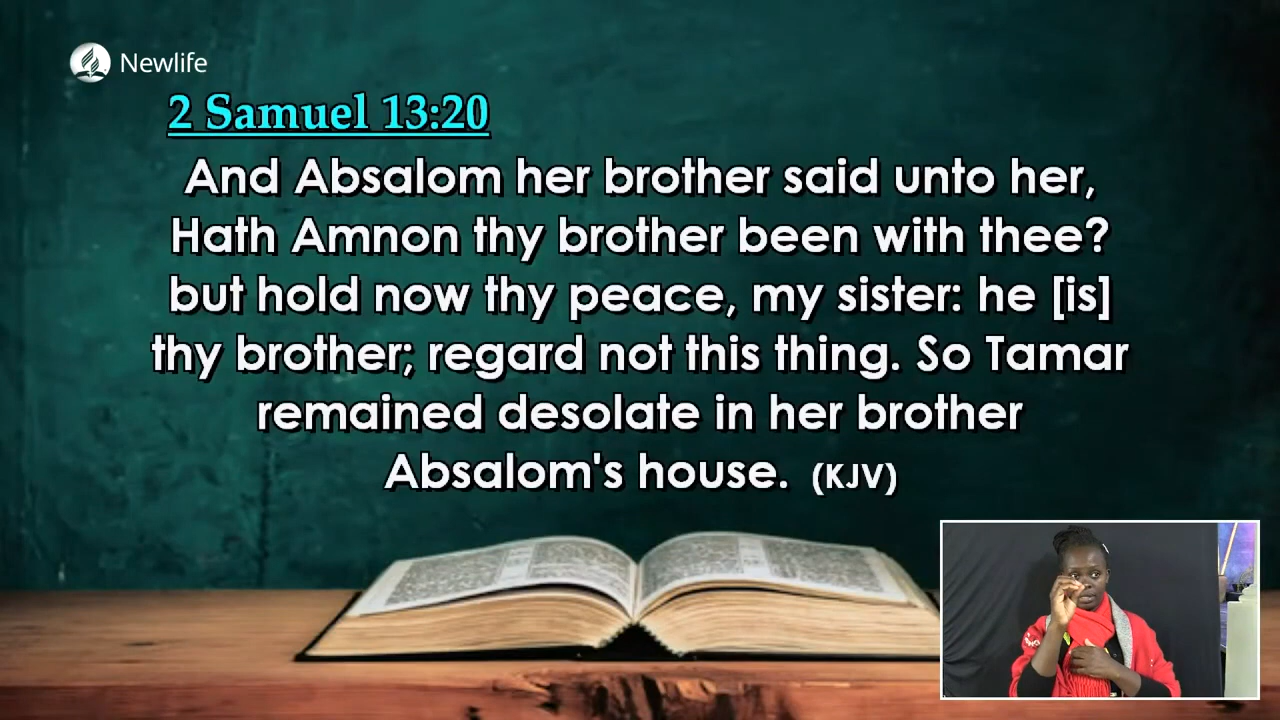 Newlife
2 Samuel 13:20
And Absalom her brother said unto her,
Hath Amnon thy brother been with thee?
but hold now thy peace, my sister: he [is]
thy brother; regard not this thing. So Tamar
remained desolate in her brother
Absalom's house. (KJV)